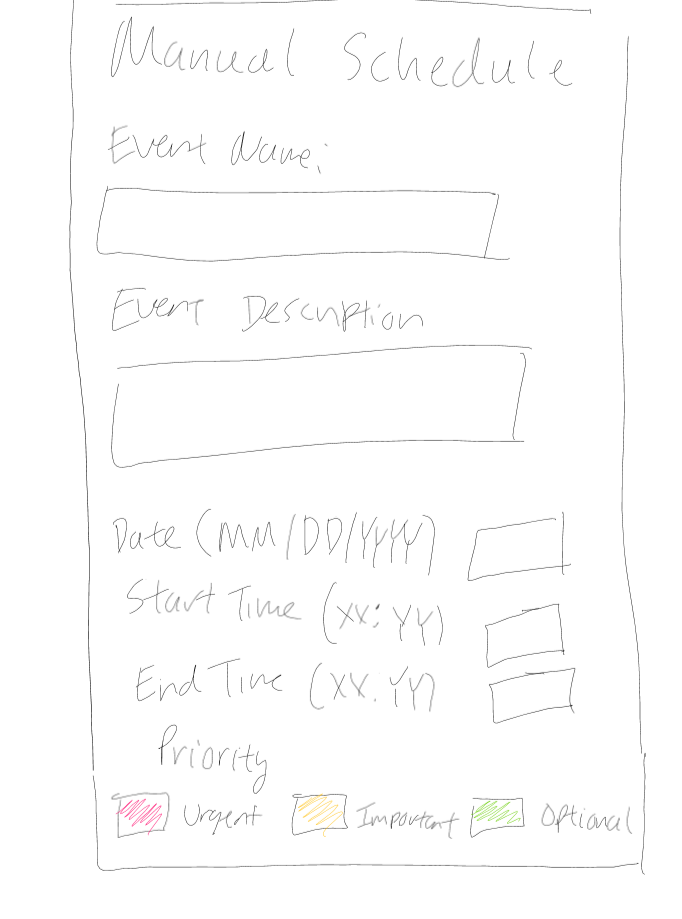 Manual Schedule
Event Name:
Event Description
Date (MM/DD/YYYY)
Start Time (XX:YY)
End Time (XX:YY)
Priority
Urgent Important Optional